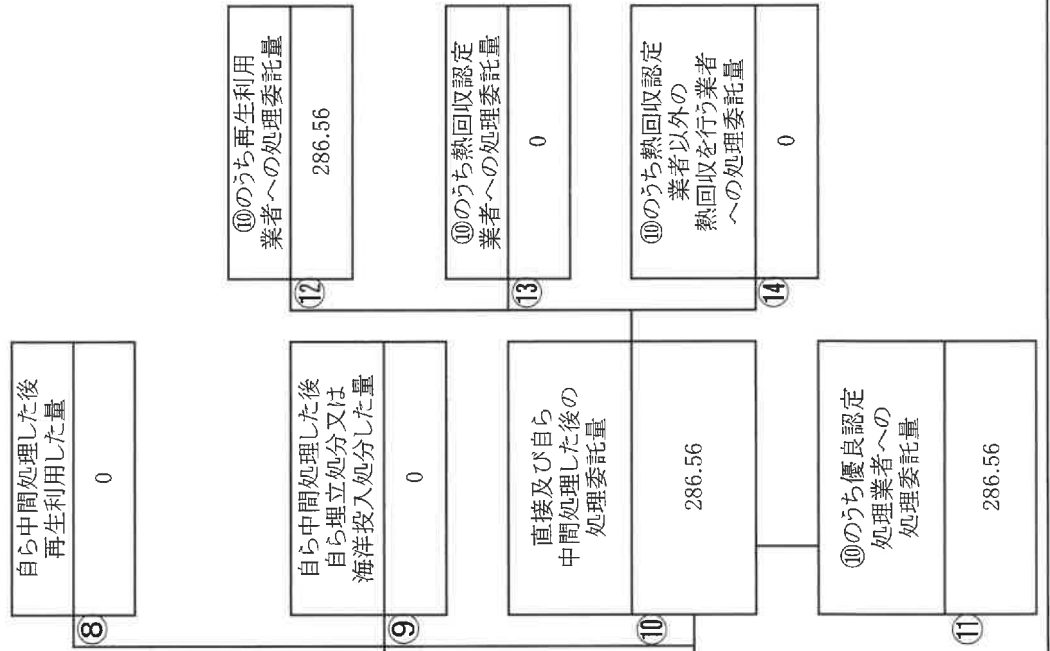 ⑧
自ら中間処理した後
再生利用した量
0
⑨
自ら中間処理した後
自ら埋立処分又は
海洋投入処分した量
0
⑩
直接及び自ら
中間処理した後の
処理委託量
286.56
⑪
⑩のうち優良認定
処理業者への
処理委託量
286.56
⑫
⑩のうち再生利用
業者への処理委託量
286.56
⑬
⑩のうち熱回収認定
業者への処理委託量
0
⑭
⑩のうち熱回収認定
業者以外の
熱回収を行う業者
への処理委託量
0